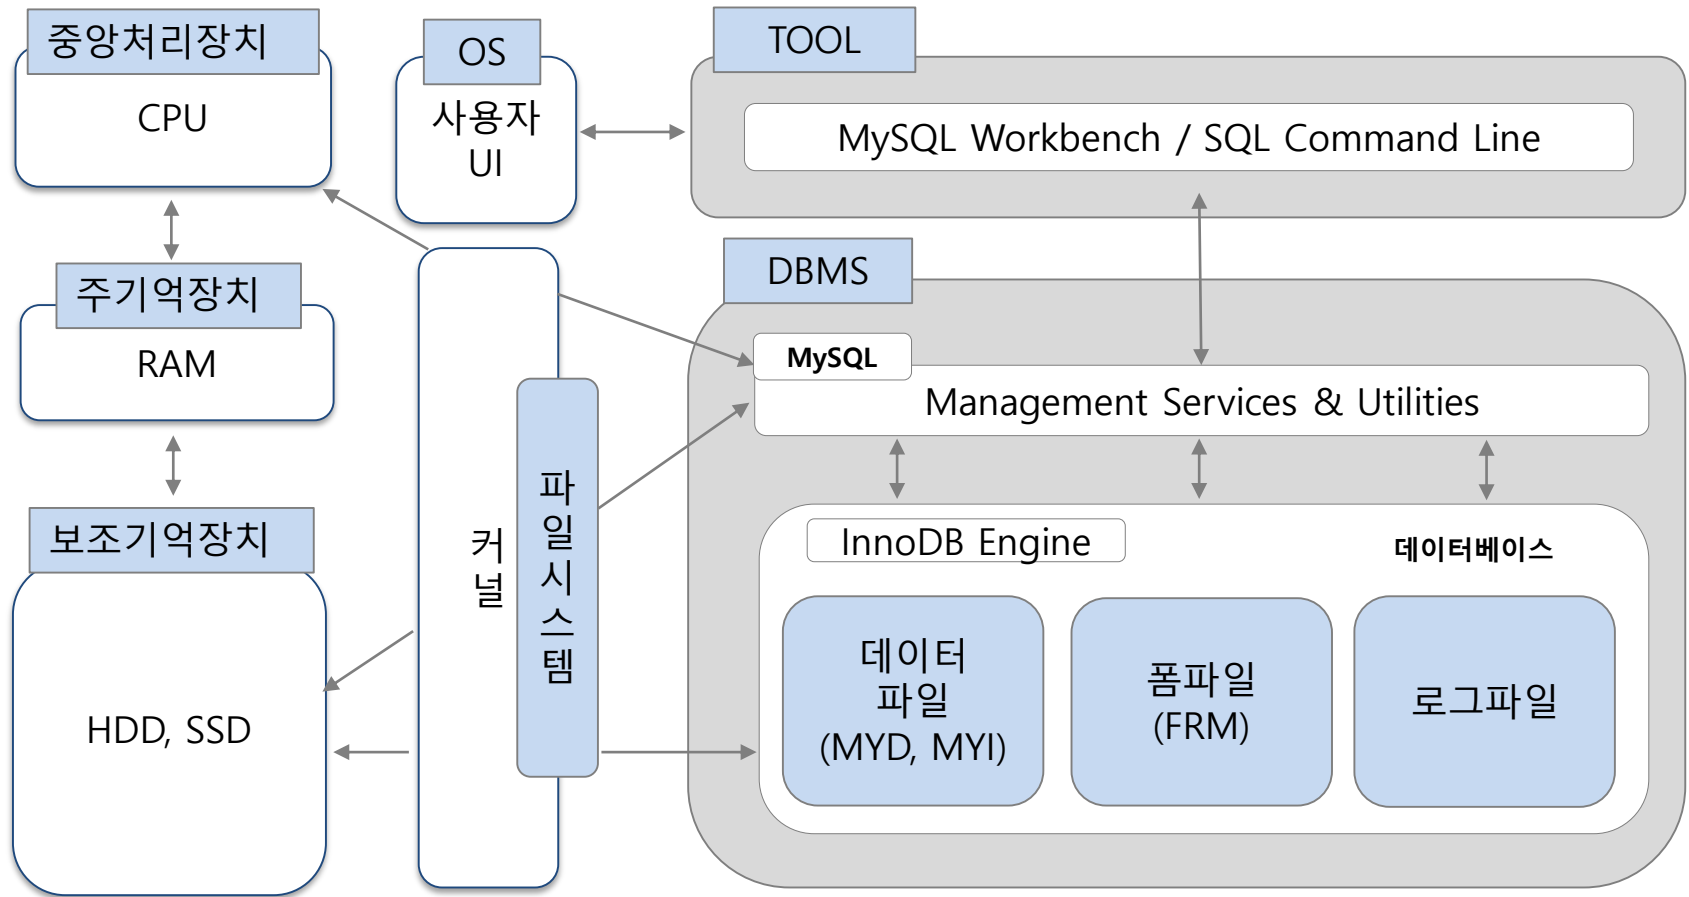 중앙처리장치
CPU
주기억장치
RAM
보조기억장치
HDD, SSD
OS
사용자
UI
커
널
파
일
시
스
템
TOOL
MySQL Workbench / SQL Command Line
DBMS
MySQL
Management Services & Utilities
InnoDB Engine
데이터베이스
데이터
파일
(MYD, MYI)
폼파일
(FRM)
로그파일